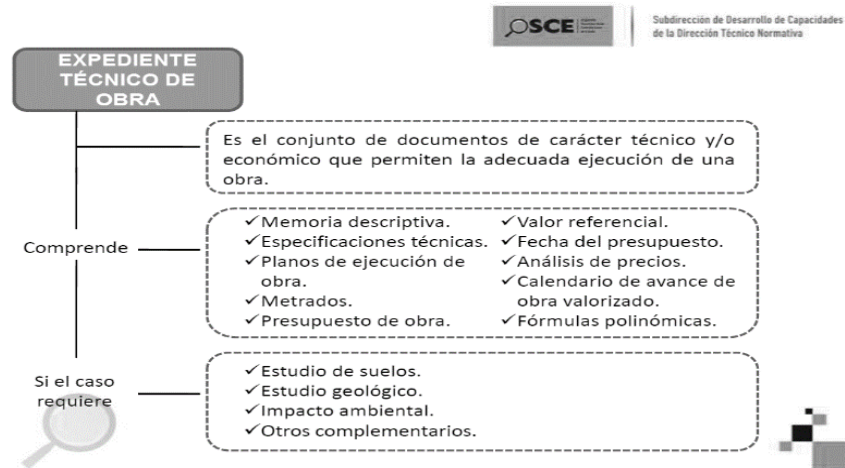 OSCE
Subdirección de Desarrollo de Capacidades
de la Dirección Técnico Normativa
EXPEDIENTE
TÉCNICO DE
OBRA
Es el conjunto de documentos de carácter técnico y/o
económico que permiten la adecuada ejecución de una
obra.
Comprende
✓Memoria descriptiva.
✓Especificaciones técnicas.
✓Planos de ejecución de
obra.
✓Metrados.
✓Presupuesto de obra.
✓Valor referencial.
✓Fecha del presupuesto.
✓Análisis de precios.
✓Calendario de avance de
obra valorizado.
✓Fórmulas polinómicas.
Si el caso
requiere
✓Estudio de suelos.
✓Estudio geológico.
✓Impacto ambiental.
✓Otros complementarios.